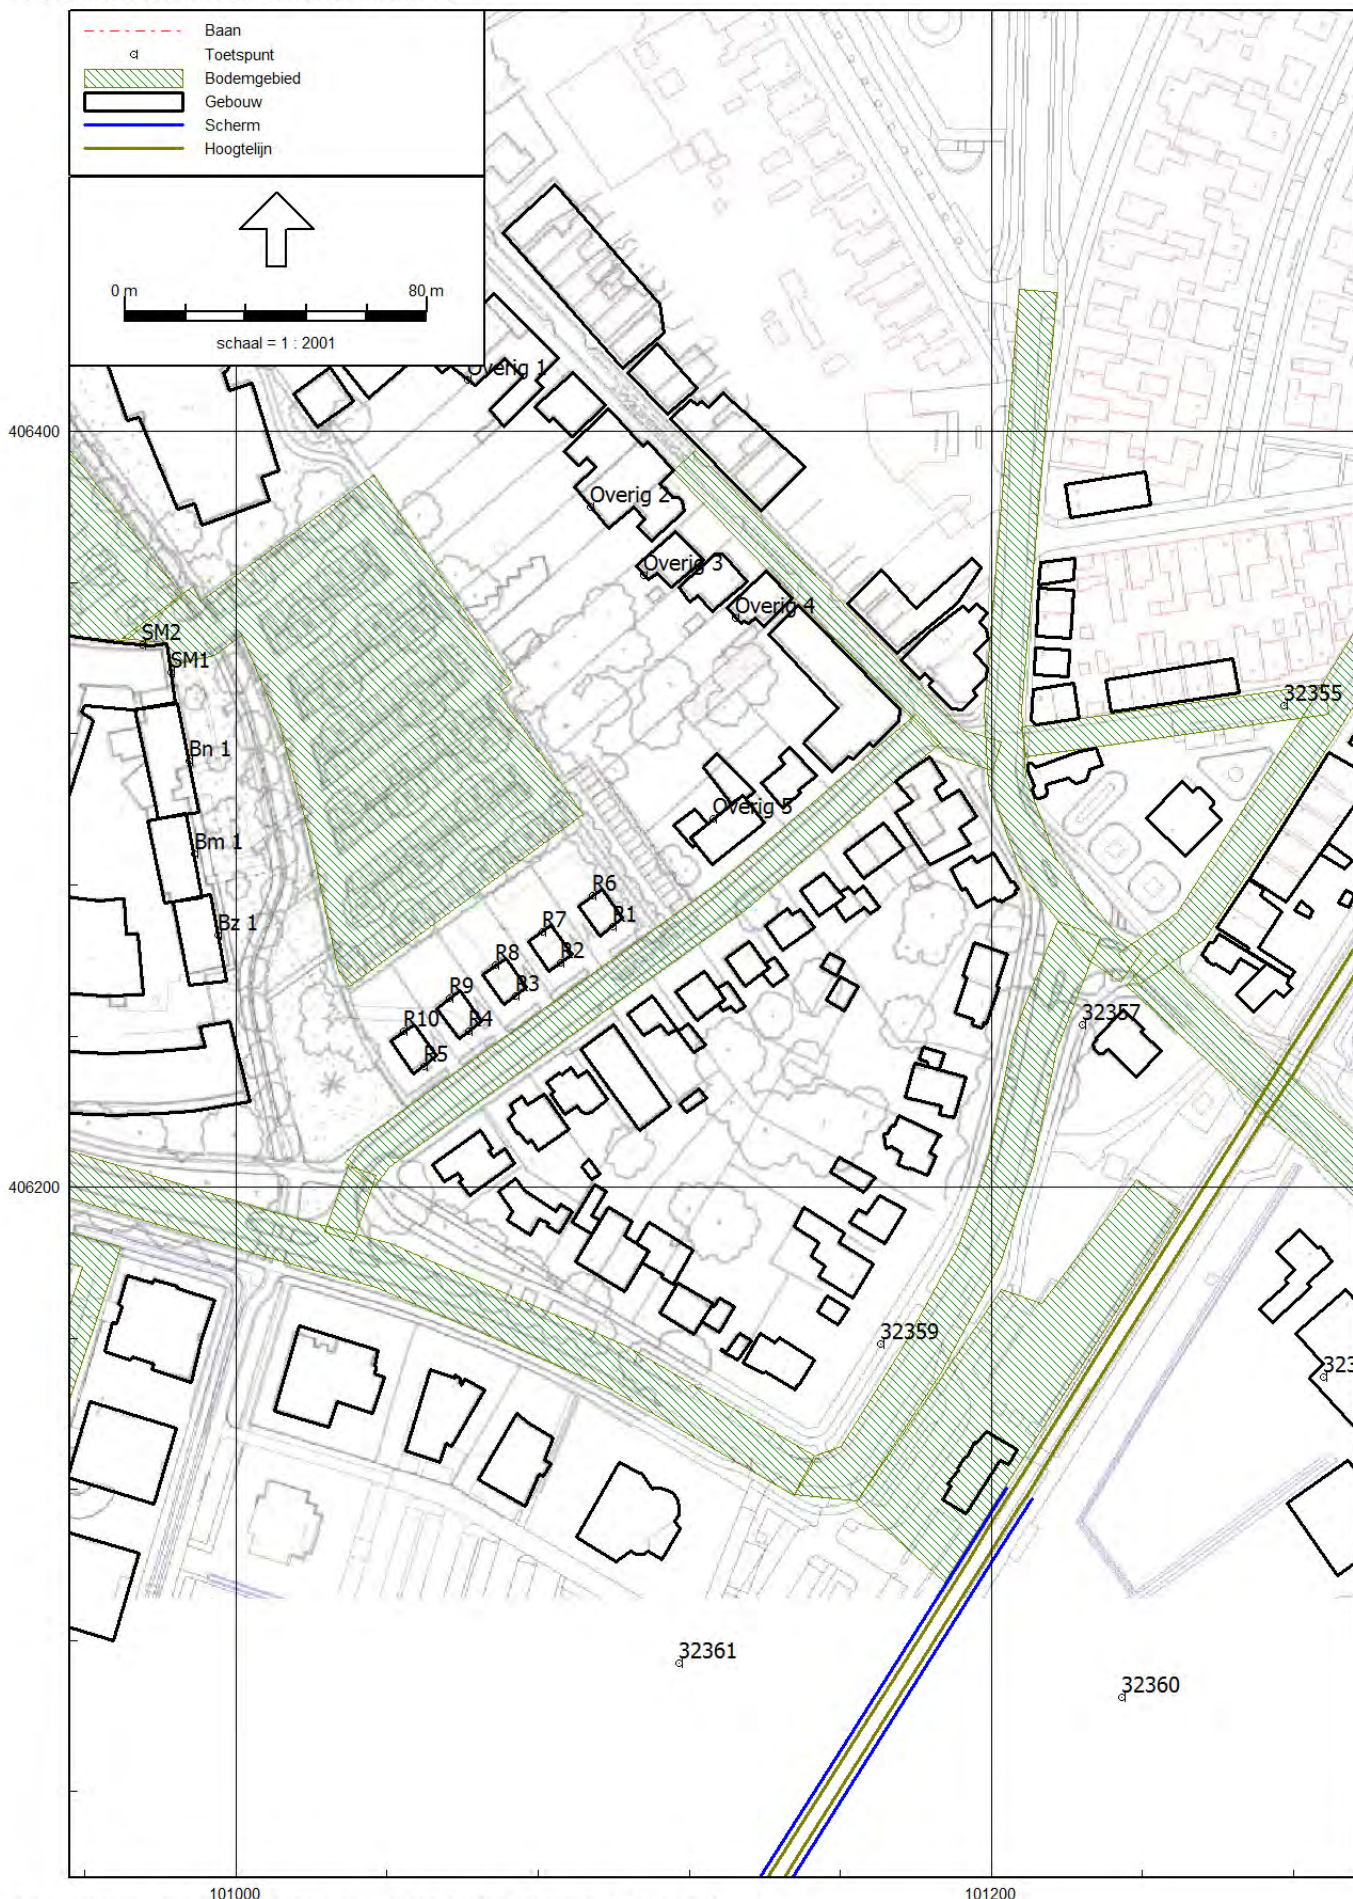 Baan
Toetspunt
Bodemgebied
Gebouw
Scherm
Hoogtelijn
0 m 80 m
schaal = 1 : 2001
Overig 1
406400
Overig 2
Overig 3
Overig 4
SM2
SM1
32355
Bn 1
Overig 5
Bm 1
R6
R1
Bz 1
R7
R2
R8
R3
R9
R10
R4
32357
R5
406200
32359
323
32361
32360
101000 101200